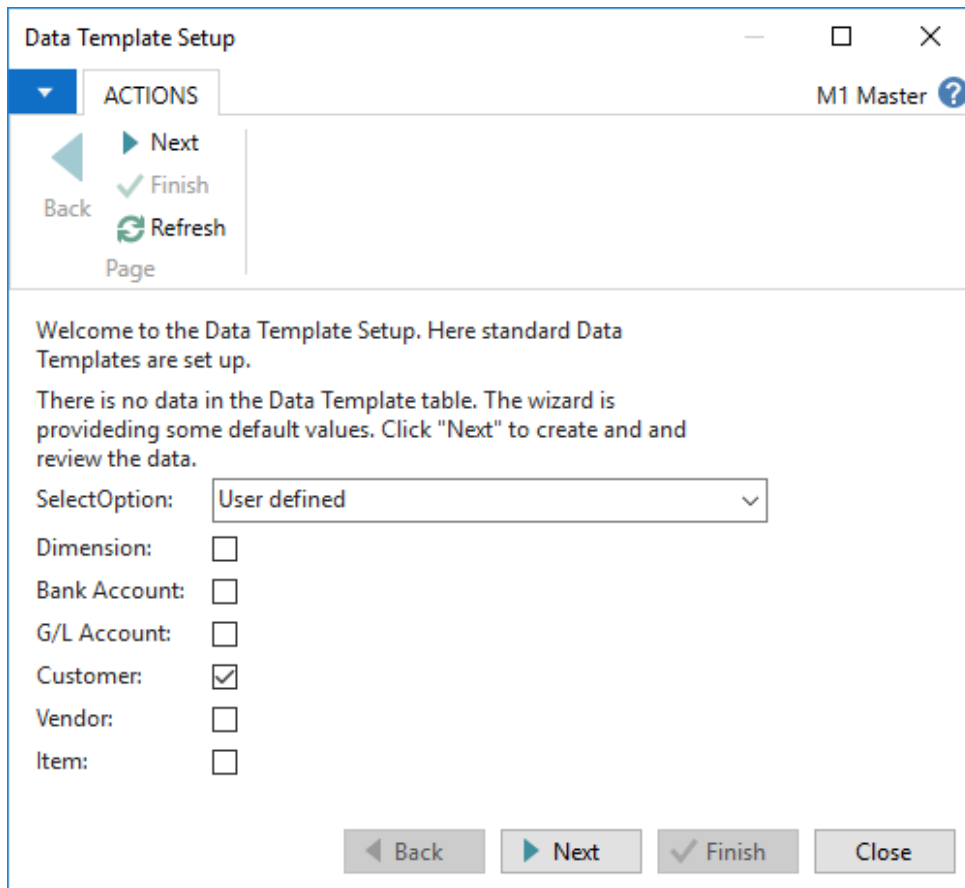 Data Template Setup
ACTIONS
M1 Master ?
Back
Next
Finish
Refresh
Page
Welcome to the Data Template Setup. Here standard Data
Templates are set up.
There is no data in the Data Template table. The wizard is
provideding some default values. Click "Next" to create and and
review the data.
SelectOption: User defined
Dimension:
Bank Account:
G/L Account:
Customer:
Vendor:
Item:
Back Next Finish Close